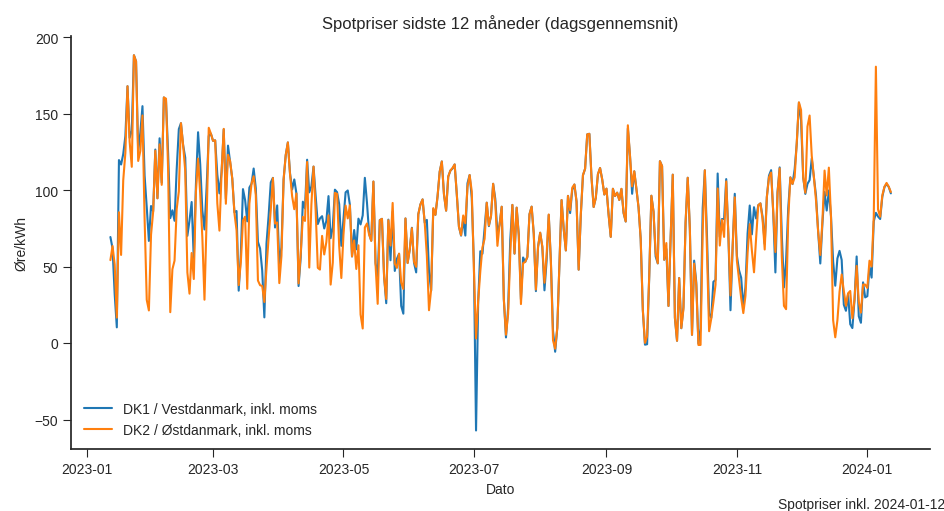 Spotpriser sidste 12 måneder (dagsgennemsnit)
200
150
100
50
0
−50
Øre/kWh
DK1 / Vestdanmark, inkl. moms
DK2 / Østdanmark, inkl. moms
2023-01
2023-03
2023-05
2023-07
2023-09
2023-11
2024-01
Dato
Spotpriser inkl. 2024-01-12